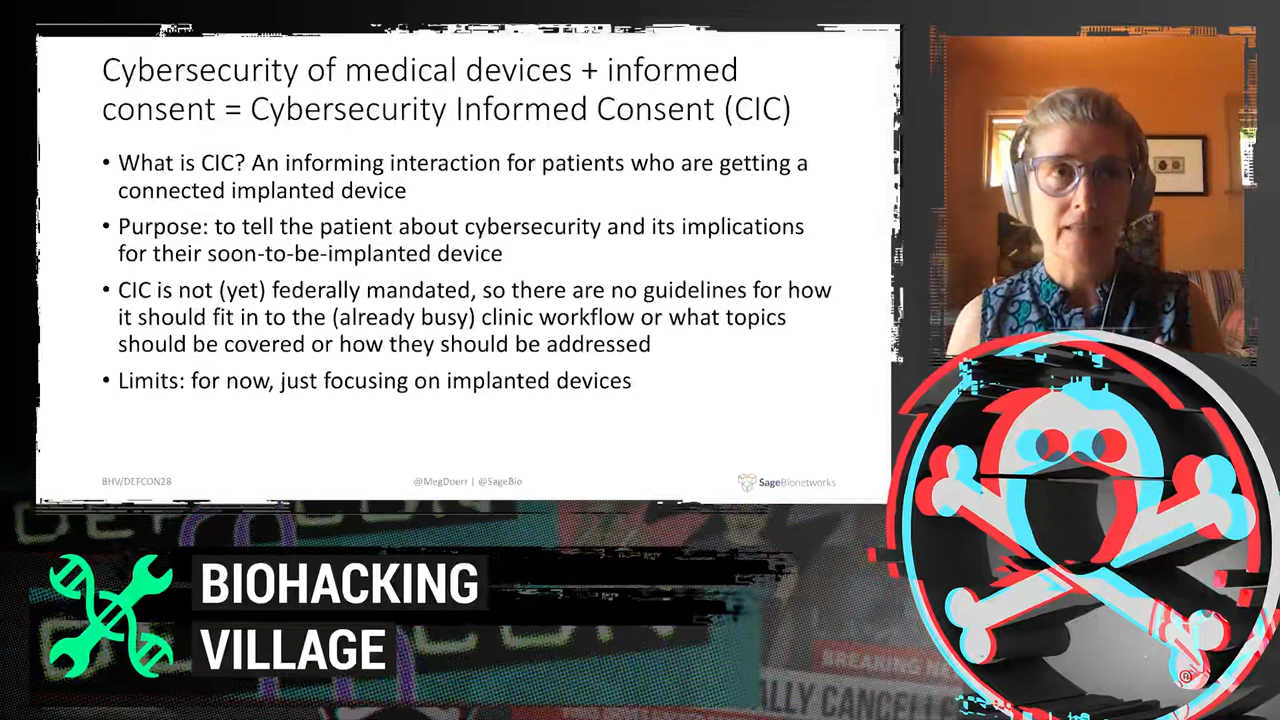 Cybersecurity of medical devices + informed
consent = Cybersecurity Informed Consent (CIC)
• What is CIC? An informing interaction for patients who are getting a
connected implanted device
• Purpose: to tell the patient about cybersecurity and its implications
for their soon-to-be-implanted device
• CIC is not (yet) federally mandated, so there are no guidelines for how
it should fit in to the (already busy) clinic workflow or what topics
should be covered or how they should be addressed
• Limits: for now, just focusing on implanted devices
BHV/DEFCON28
@MegDoerr | @SageBio
SageBionetworks
BIOHACKING
VILLAGE
BREAKING NE
ALLY CANCELLE
®